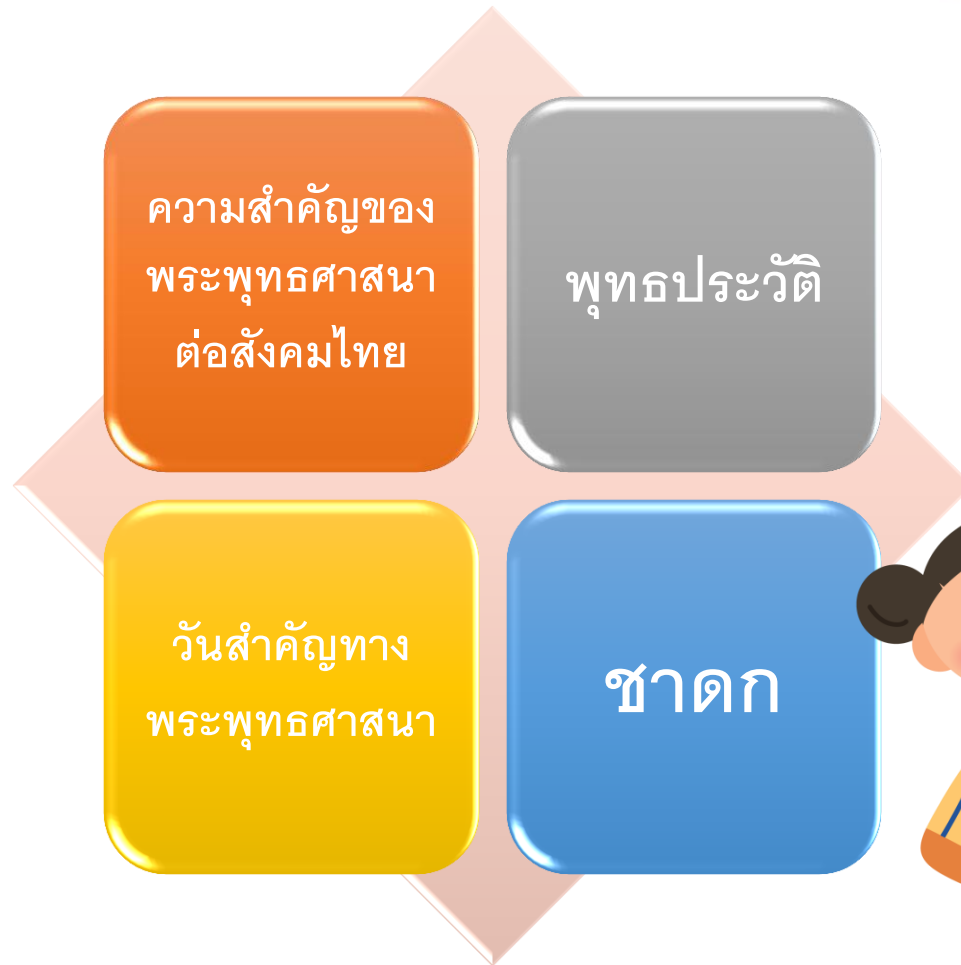 ความสำคัญของ
พระพุทธศาสนา
ต่อสังคมไทย
พุทธประวัติ
วันสำคัญทาง
พระพุทธศาสนา
ชาดก